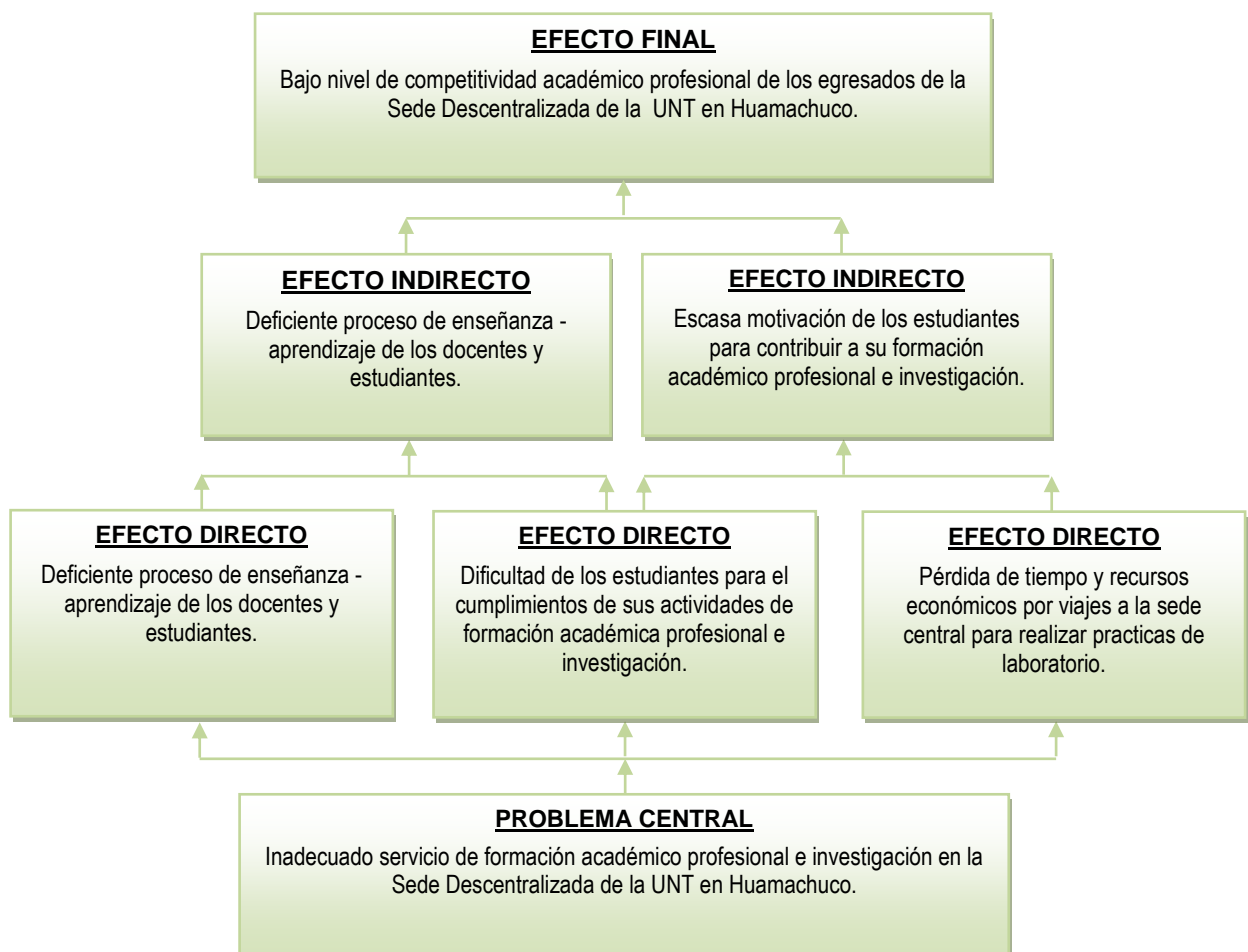 EFECTO FINAL
Bajo nivel de competitividad académico profesional de los egresados de la
Sede Descentralizada de la UNT en Huamachuco.
EFECTO INDIRECTO
Deficiente proceso de enseñanza -
aprendizaje de los docentes y
estudiantes.
EFECTO INDIRECTO
Escasa motivación de los estudiantes
para contribuir a su formación
académico profesional e investigación.
EFECTO DIRECTO
Deficiente proceso de enseñanza -
aprendizaje de los docentes y
estudiantes.
EFECTO DIRECTO
Dificultad de los estudiantes para el
cumplimientos de sus actividades de
formación académica profesional e
investigación.
EFECTO DIRECTO
Pérdida de tiempo y recursos
económicos por viajes a la sede
central para realizar practicas de
laboratorio.
PROBLEMA CENTRAL
Inadecuado servicio de formación académico profesional e investigación en la
Sede Descentralizada de la UNT en Huamachuco.